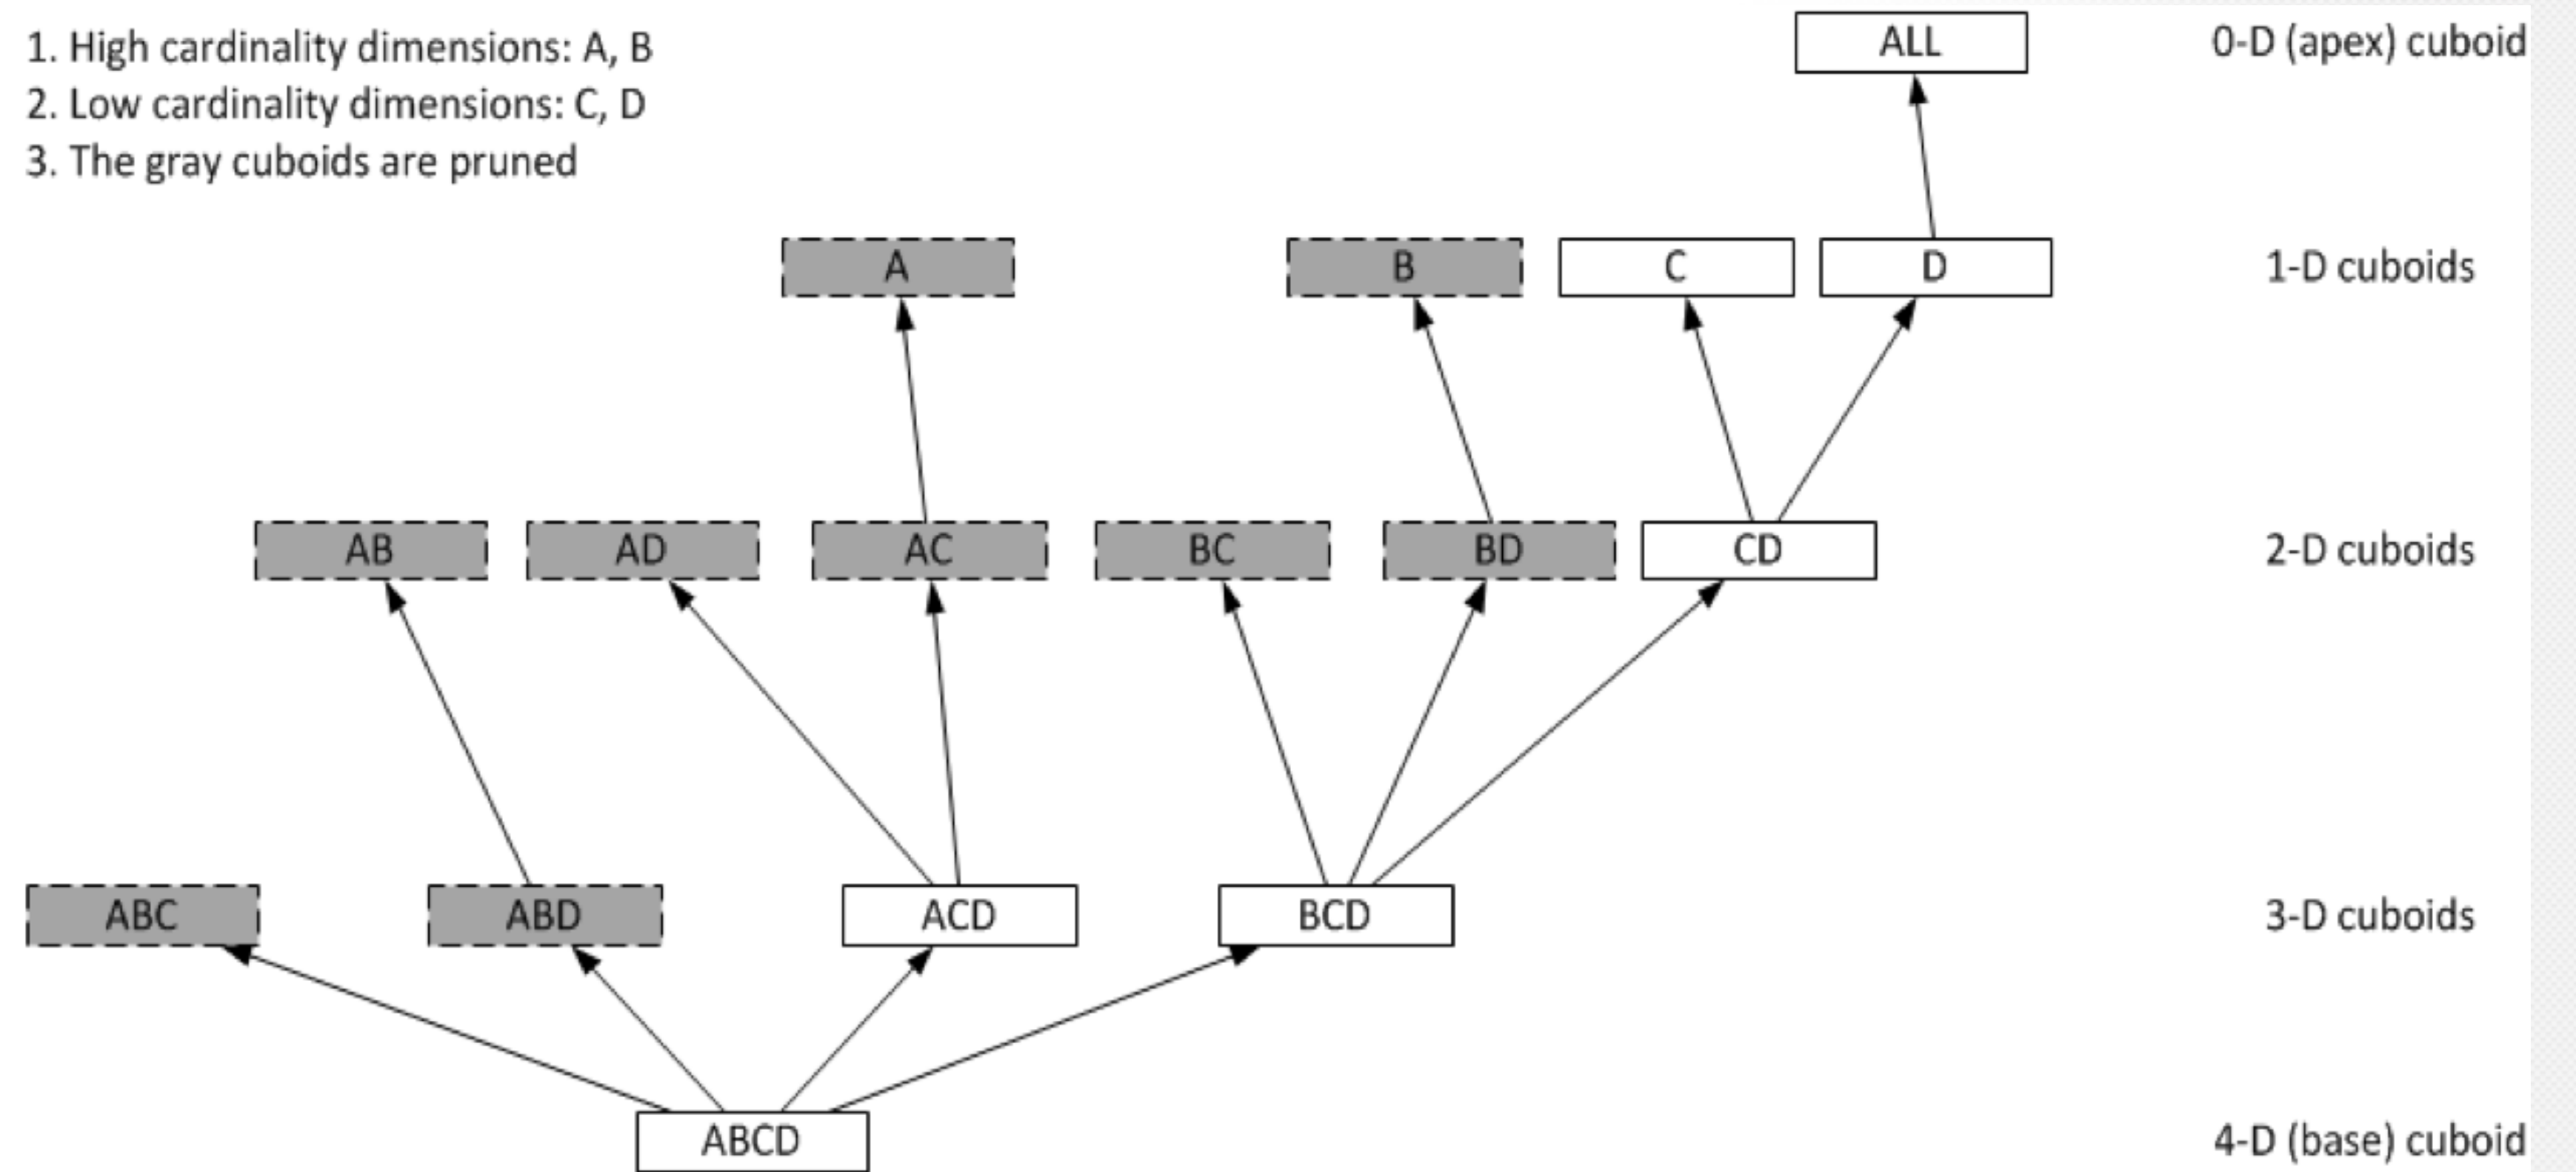 1. High cardinality dimensions: A, B
2. Low cardinality dimensions: C, D
3. The gray cuboids are pruned
ALL
0-D (apex) cuboid
A
B
C
D
1-D cuboids
AB
AD
AC
BC
BD
CD
2-D cuboids
ABC
ABD
ACD
BCD
3-D cuboids
ABCD
4-D (base) cuboid